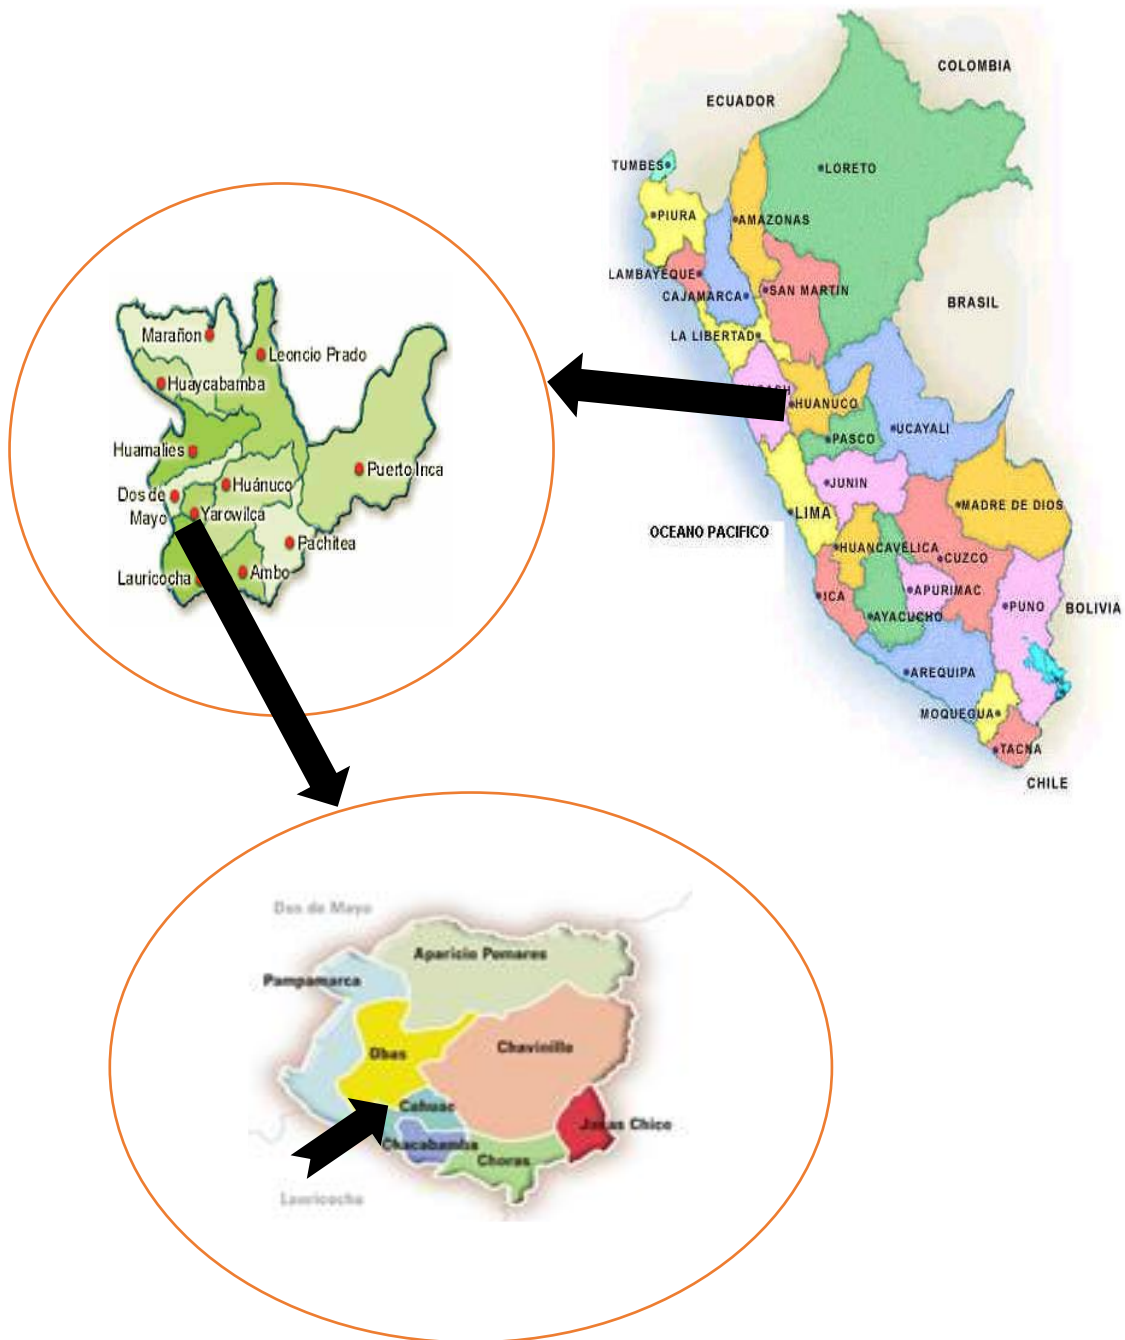 COLOMBIA
ECUADOR
TUMBES
LORETO
PIURA
AMAZONAS
LAMBAYEQUE
SAN MARTIN
CAJAMARCA
BRASIL
LA LIBERTAD
HUANUCO
UCAYALI
PASCO
JUNIN
MADRE DE DIOS
LIMA
OCEANO PACIFICO
HUANCAVELICA
CUZCO
ICA
APURIMAC
PUNO
BOLIVIA
AYACUCHO
AREQUIPA
MOQUEGUA
TACNA
CHILE
Marañon
Leoncio Prado
Huaycabamba
Huamalies
Puerto Inca
Huánuco
Dos de
Mayo
Yarowilca
Pachitea
Ambo
Lauricocha
Dos de Mayo
Aparicio Pomares
Pampamarca
Obas
Chavinillo
Cahuac
Jacas Chico
Chacabamba
Choras
Lauricocha